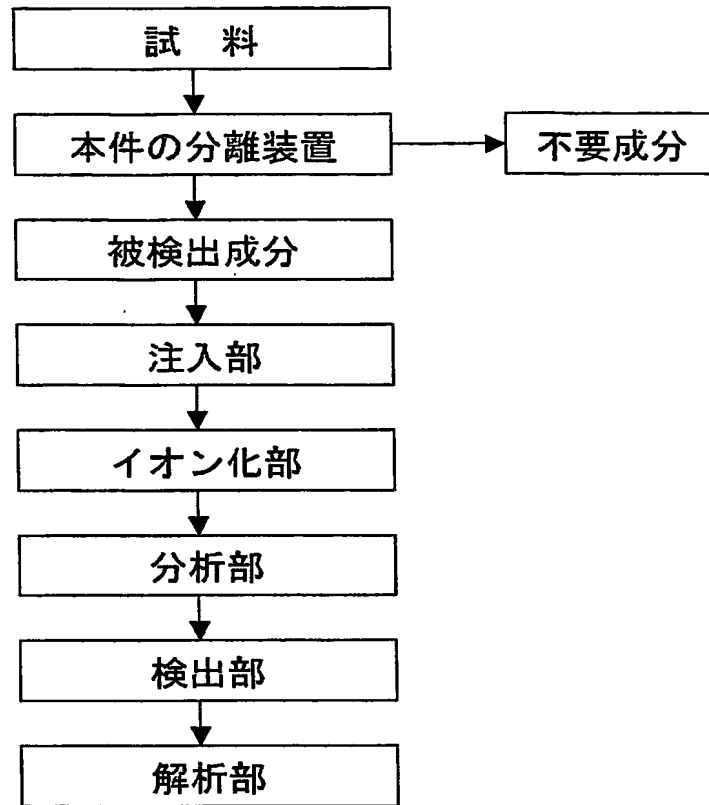 試　料
本件の分離装置
不要成分
被検出成分
注入部
イオン化部
分析部
検出部
解析部